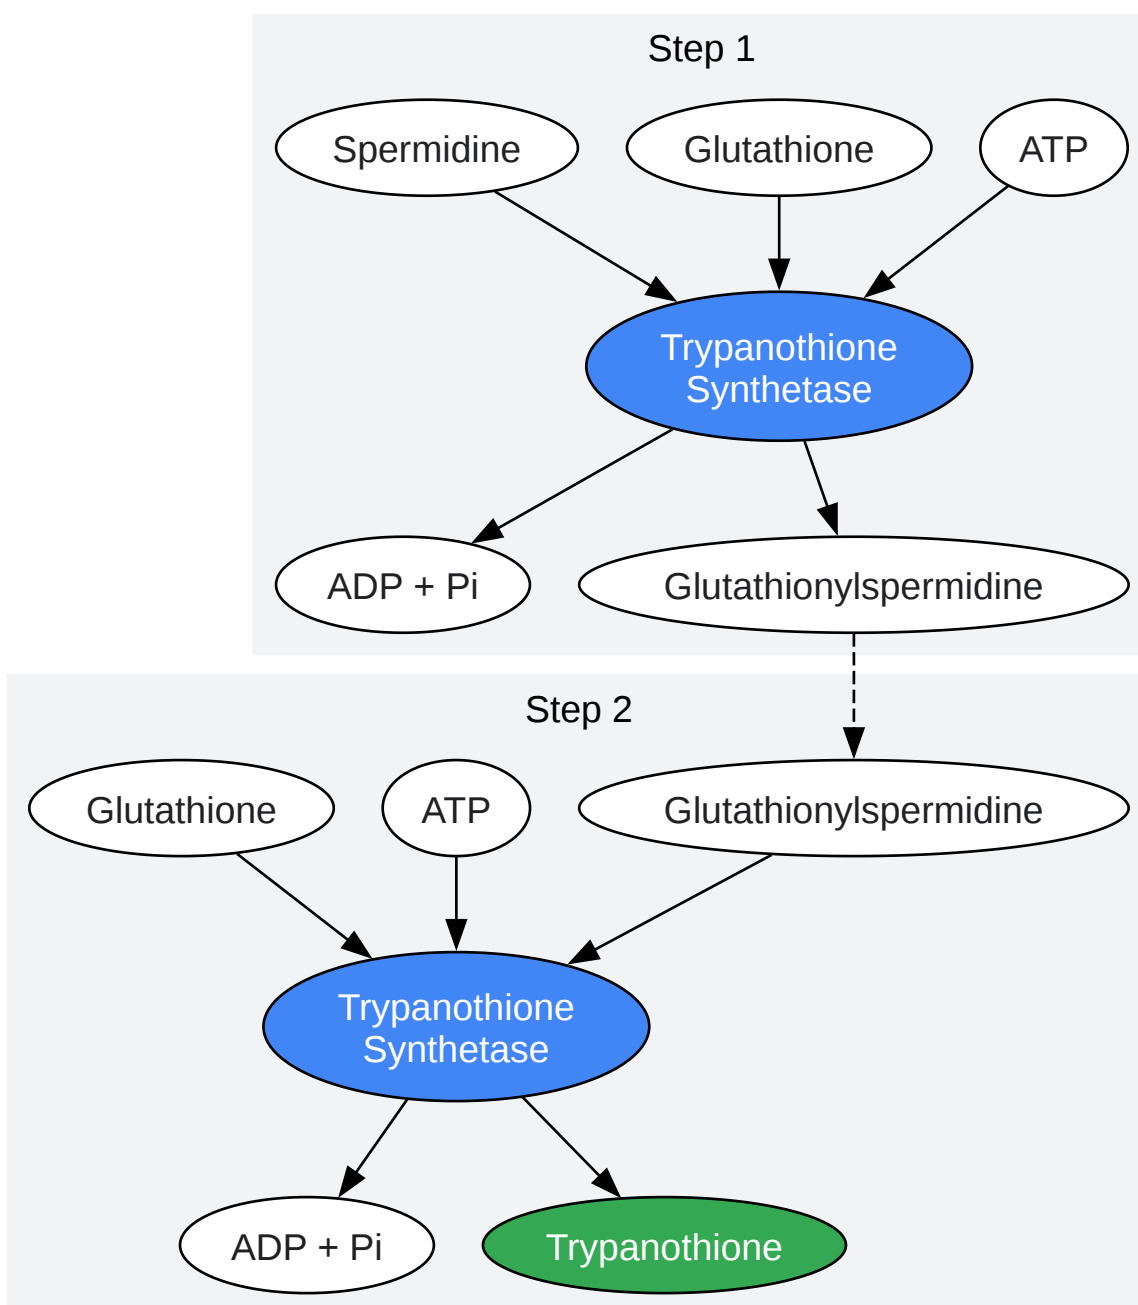 Step 1
Spermidine
Glutathione
ATP
Trypanothione
Synthetase
ADP + Pi
Glutathionylspermidine
Step 2
Glutathione
ATP
Glutathionylspermidine
Trypanothione
Synthetase
ADP + Pi
Trypanothione